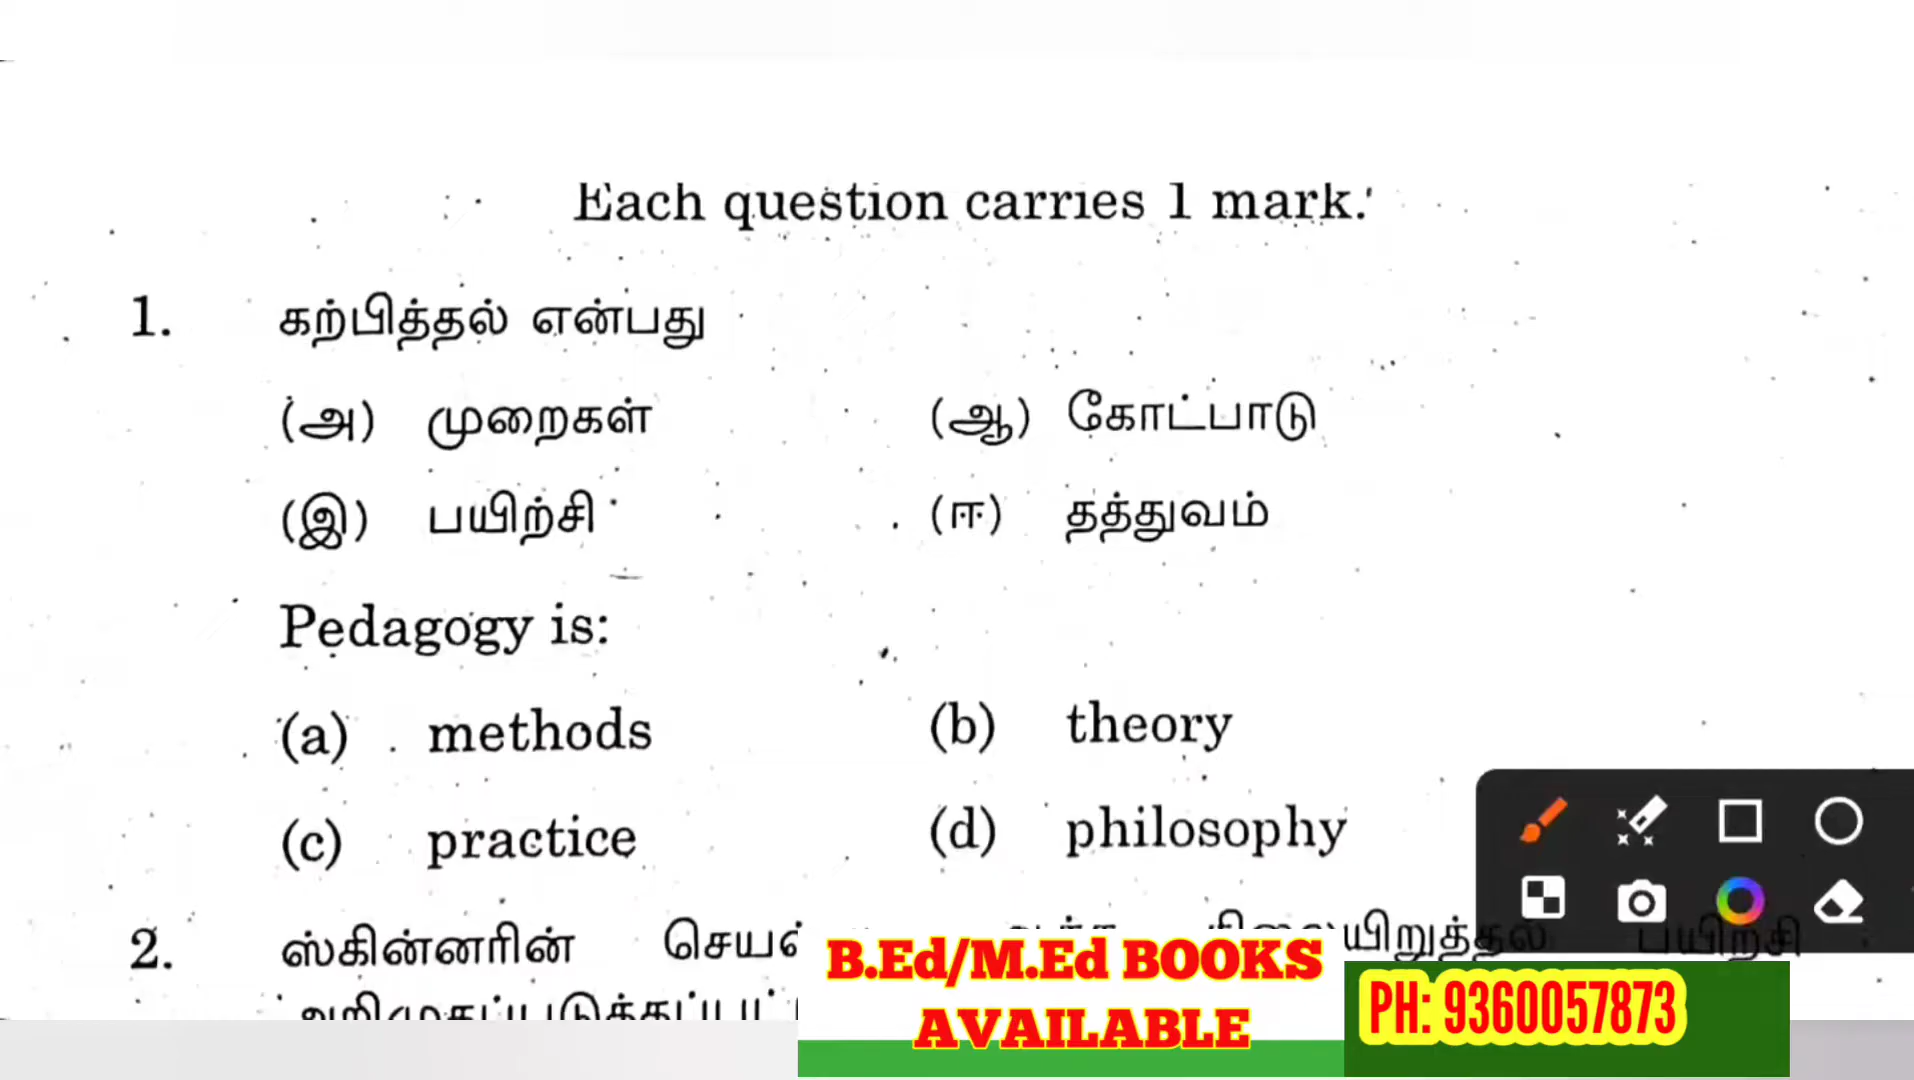 Each question carries 1 mark.
1. கற்பித்தல் என்பது
(அ) முறைகள் (ஆ) கோட்பாடு
(இ) பயிற்சி (ஈ) தத்துவம்
Pedagogy is:
(a) methods (b) theory
(c) practice (d) philosophy
2. ஸ்கின்னரின் பயிற்சி
B.Ed/M.Ed BOOKS
AVAILABLE
PH: 9360057873